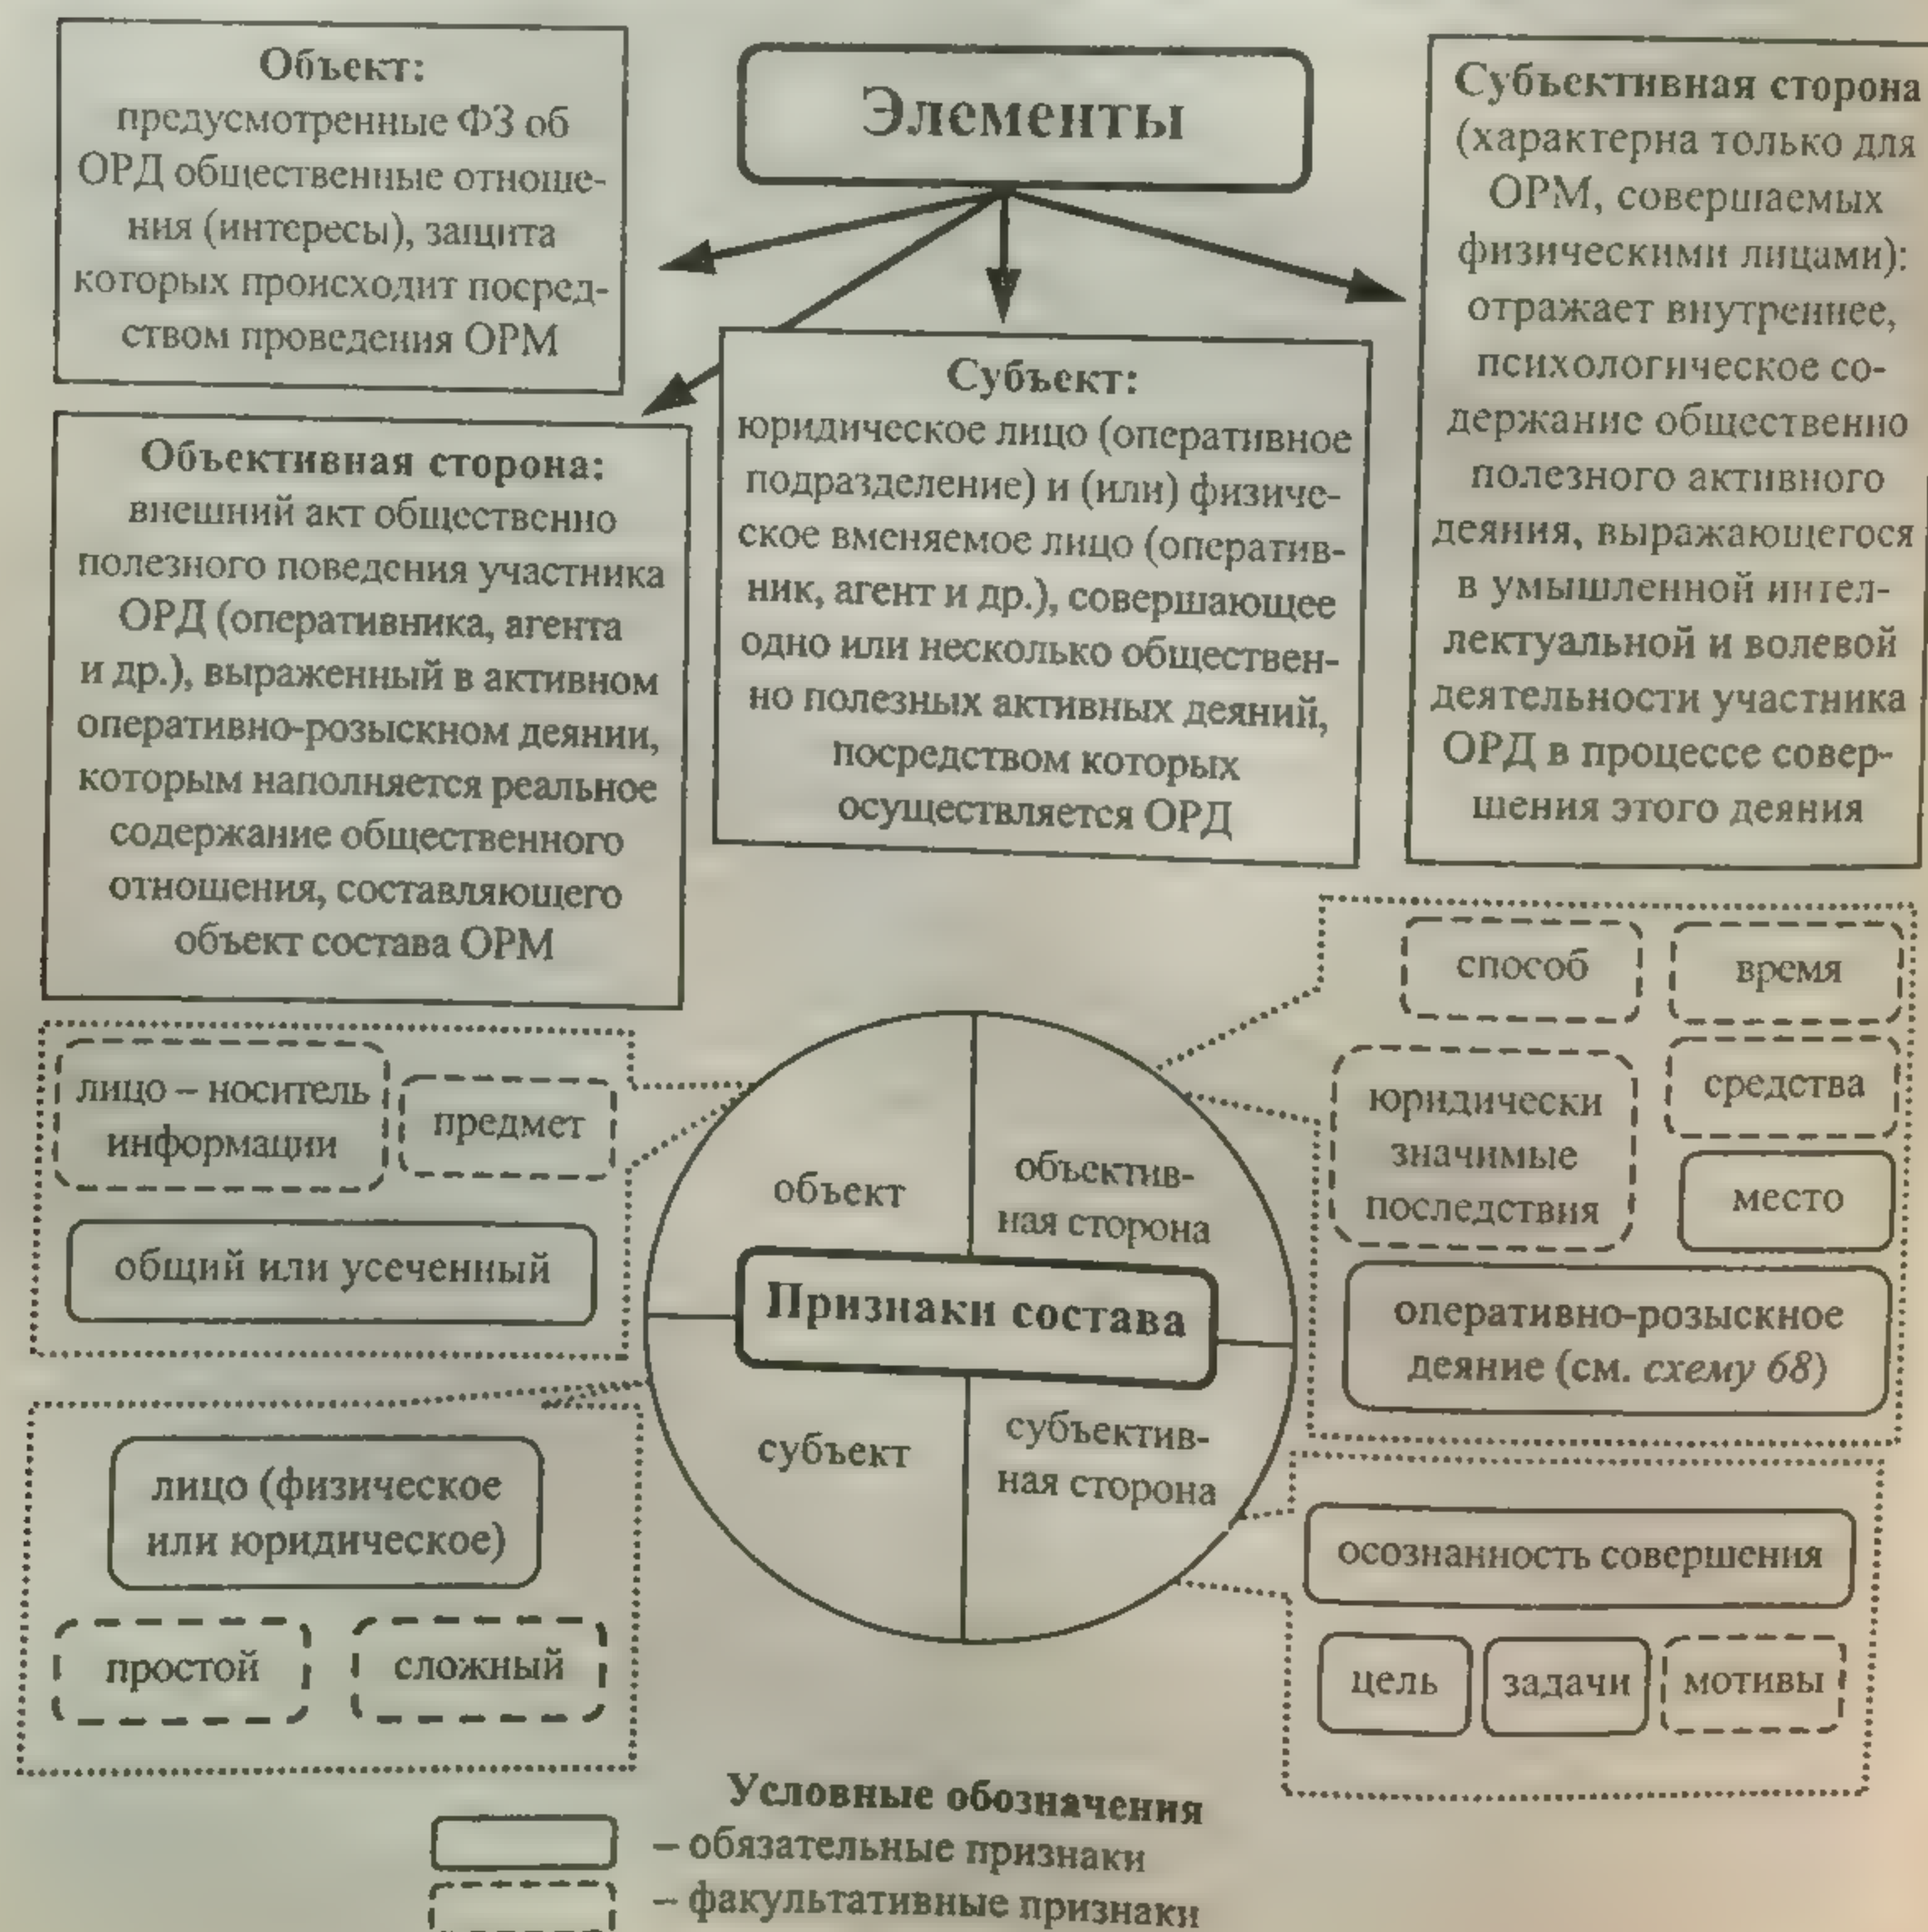 Объект:
предусмотренные ФЗ об
ОРД общественные отноше-
ния (интересы), защита
которых происходит посред-
ством проведения ОРМ
Элементы
Субъективная сторона
(характерна только для
ОРМ, совершаемых
физическими лицами):
отражает внутреннее,
психологическое со-
держание общественно
полезного активного
деяния, выражающегося
в умышленной интел-
лектуальной и волевой
деятельности участника
ОРД в процессе совер-
шения этого деяния
Объективная сторона:
внешний акт общественно
полезного поведения участника
ОРД (оперативника, агента
и др.), выраженный в активном
оперативно-розыскном деянии,
которым наполняется реальное
содержание общественного
отношения, составляющего
объект состава ОРМ
Субъект:
юридическое лицо (оперативное
подразделение) и (или) физиче-
ское вменяемое лицо (оператив-
ник, агент и др.), совершающее
одно или несколько обществен-
но полезных активных деяний,
посредством которых
осуществляется ОРД
лицо – носитель
информации
предмет
общий или усеченный
способ
время
юридически
значимые
последствия
средства
место
оперативно-розыскное
деяние (см. схему 68)
объект
объектив-
ная сторона
Признаки состава
субъект
субъектив-
ная сторона
лицо (физическое
или юридическое)
простой
сложный
осознанность совершения
цель
задачи
мотивы
Условные обозначения
– обязательные признаки
– факультативные признаки